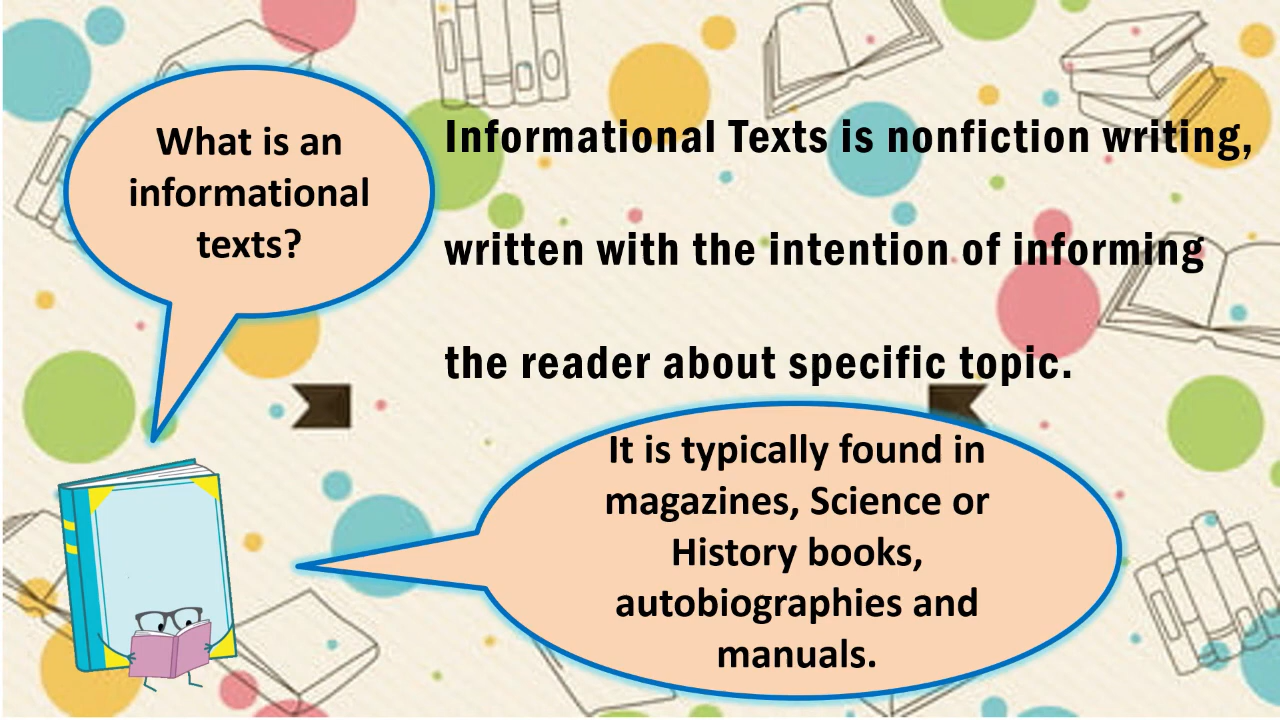 What is an
informational
texts?
Informational Texts is nonfiction writing,
written with the intention of informing
the reader about specific topic.
It is typically found in
magazines, Science or
History books,
autobiographies and
manuals.